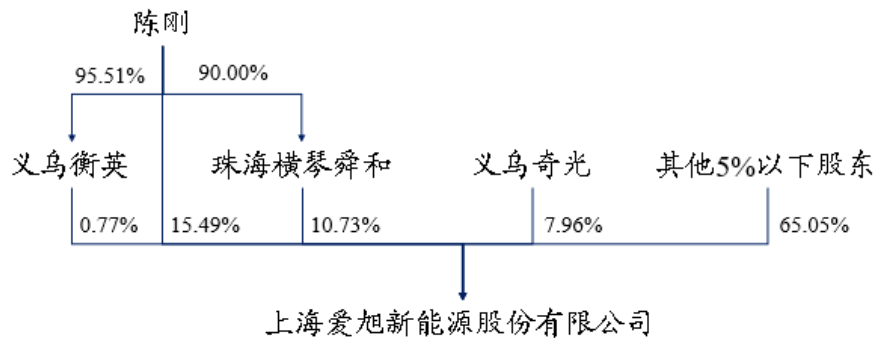 陈刚
95.51% 90.00%
义乌衡英 珠海横琴舜和 义乌奇光 其他5%以下股东
0.77% 15.49% 10.73% 7.96% 65.05%
上海爱旭新能源股份有限公司